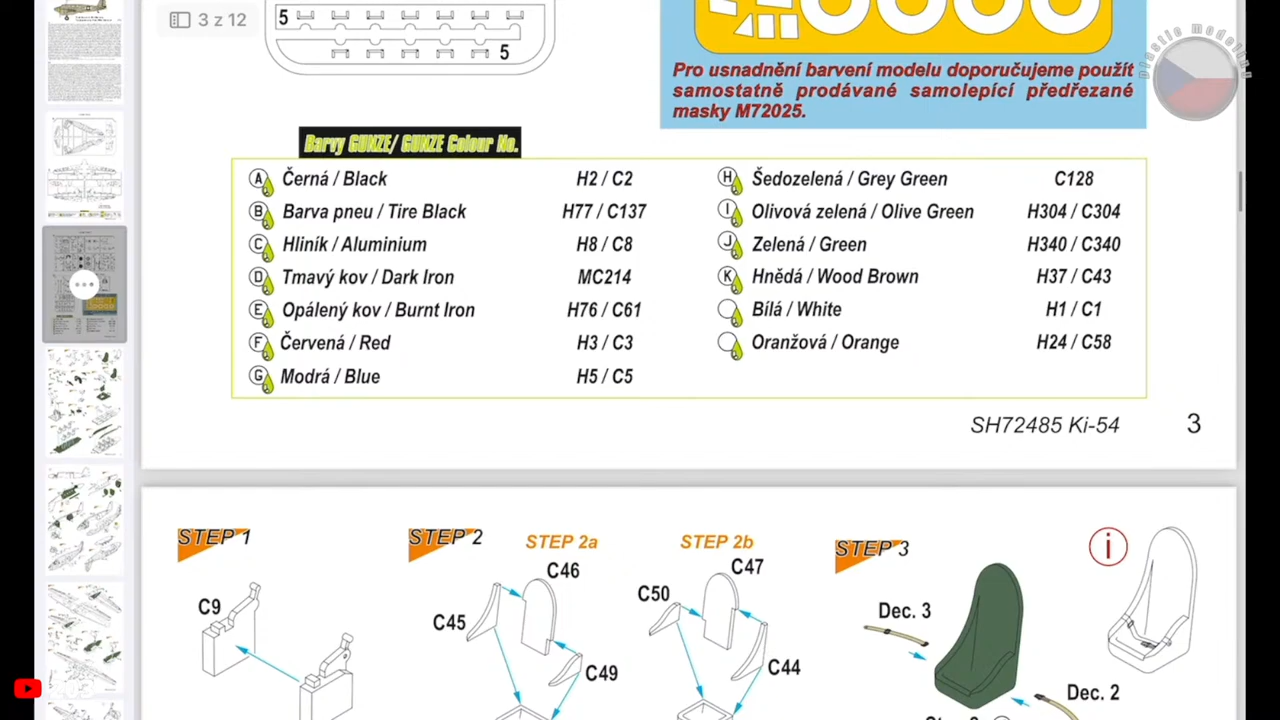 3 z 12
5
5
Pro usnadnění barvení modelu doporučujeme použít
samostatně prodávané samolepící předřezané
masky M72025.
plastic modelky
Barvy GUNZE/ GUNZE Colour No.
A Černá / Black H2 / C2
B Barva pneu / Tire Black H77 / C137
C Hliník / Aluminium H8 / C8
D Tmavý kov / Dark Iron MC214
E Opálený kov / Burnt Iron H76 / C61
F Červená / Red H3 / C3
G Modrá / Blue H5 / C5
H Šedozelená / Grey Green C128
I Olivová zelená / Olive Green H304 / C304
J Zelená / Green H340 / C340
K Hnědá / Wood Brown H37 / C43
Bílá / White H1 / C1
Oranžová / Orange H24 / C58
SH72485 Ki-54 3
STEP 1
C9
STEP 2
STEP 2a
C46
C45
C49
STEP 2b
C47
C50
C44
STEP 3
i
Dec. 3
Dec. 2